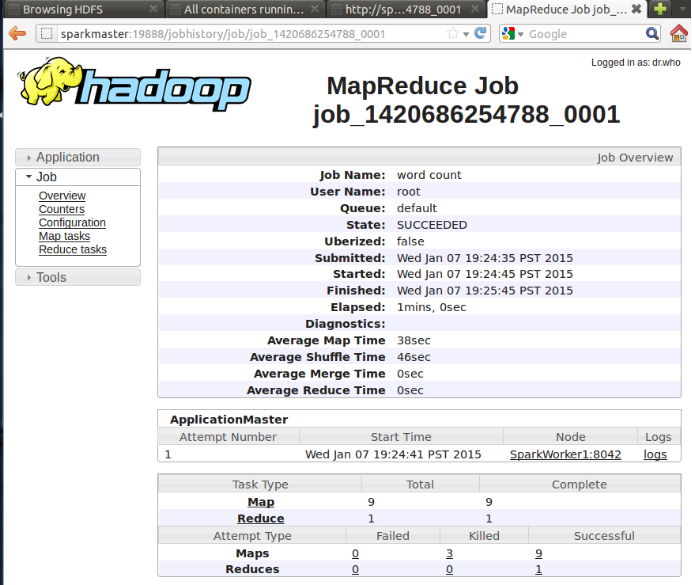 Browsing HDFS
All containers runnin...
http://sp....4788_0001
MapReduce Job job_...
sparkmaster:19888/jobhistory/job/job_1420686254788_0001
Google
Logged in as: dr.who
hadoop
MapReduce Job
job_1420686254788_0001
Application
Job
Overview
Counters
Configuration
Map tasks
Reduce tasks
Tools
Job Overview
Job Name: word count
User Name: root
Queue: default
State: SUCCEEDED
Uberized: false
Submitted: Wed Jan 07 19:24:35 PST 2015
Started: Wed Jan 07 19:24:45 PST 2015
Finished: Wed Jan 07 19:25:45 PST 2015
Elapsed: 1mins, 0sec
Diagnostics:
Average Map Time 38sec
Average Shuffle Time 46sec
Average Merge Time 0sec
Average Reduce Time 0sec
ApplicationMaster
Attempt Number Start Time Node Logs
1 Wed Jan 07 19:24:41 PST 2015 SparkWorker1:8042 logs
Task Type Total Complete
Map 9 9
Reduce 1 1
Attempt Type Failed Killed Successful
Maps 0 3 9
Reduces 0 0 1